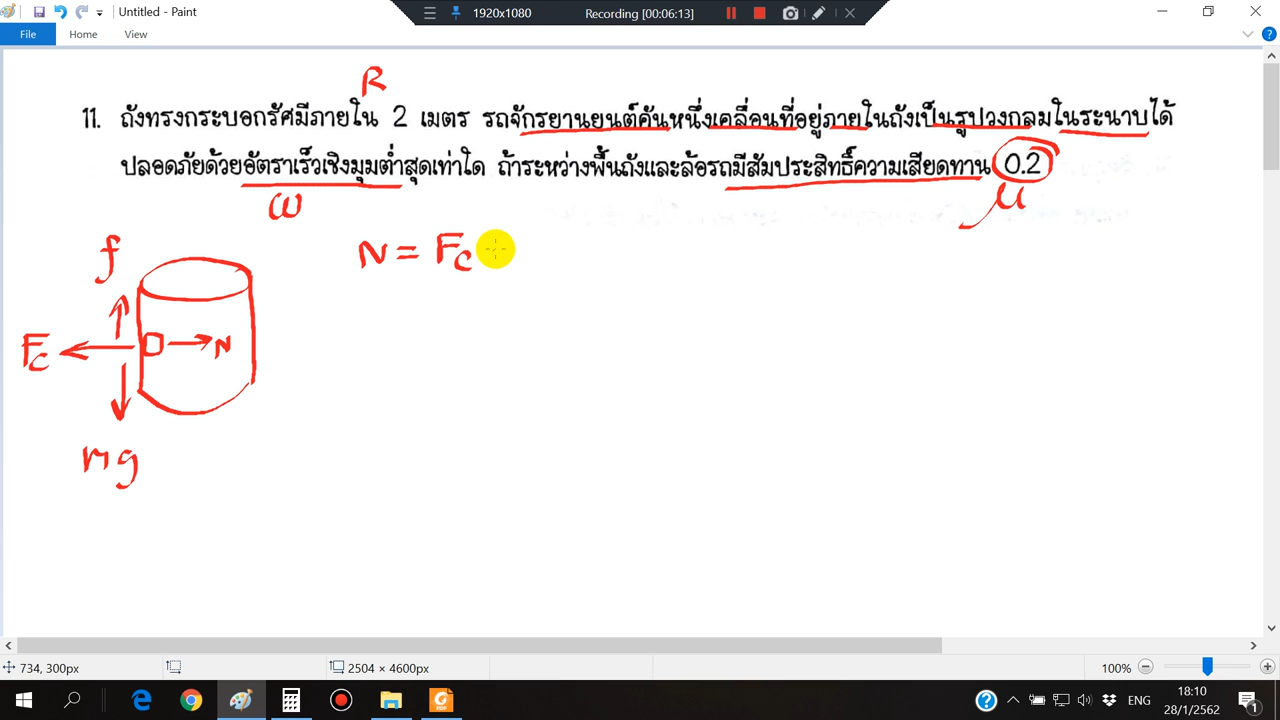 Untitled - Paint
1920x1080
Recording [00:06:13]
File Home View
R
11. ถังทรงกระบอกรัศมีภายใน 2 เมตร รถจักรยานยนต์คันหนึ่งเคลื่อนที่อยู่ภายในถังเป็นรูปวงกลมในระนาบได้
ปลอดภัยด้วยอัตราเร็วเชิงมุมต่ำสุดเท่าใด ถ้าระหว่างพื้นถังและล้อรถมีสัมประสิทธิ์ความเสียดทาน 0.2
ω μ
f N = Fc
Fc N
mg
734, 300px 2504 × 4600px 100%
ENG 18:10
28/1/2562